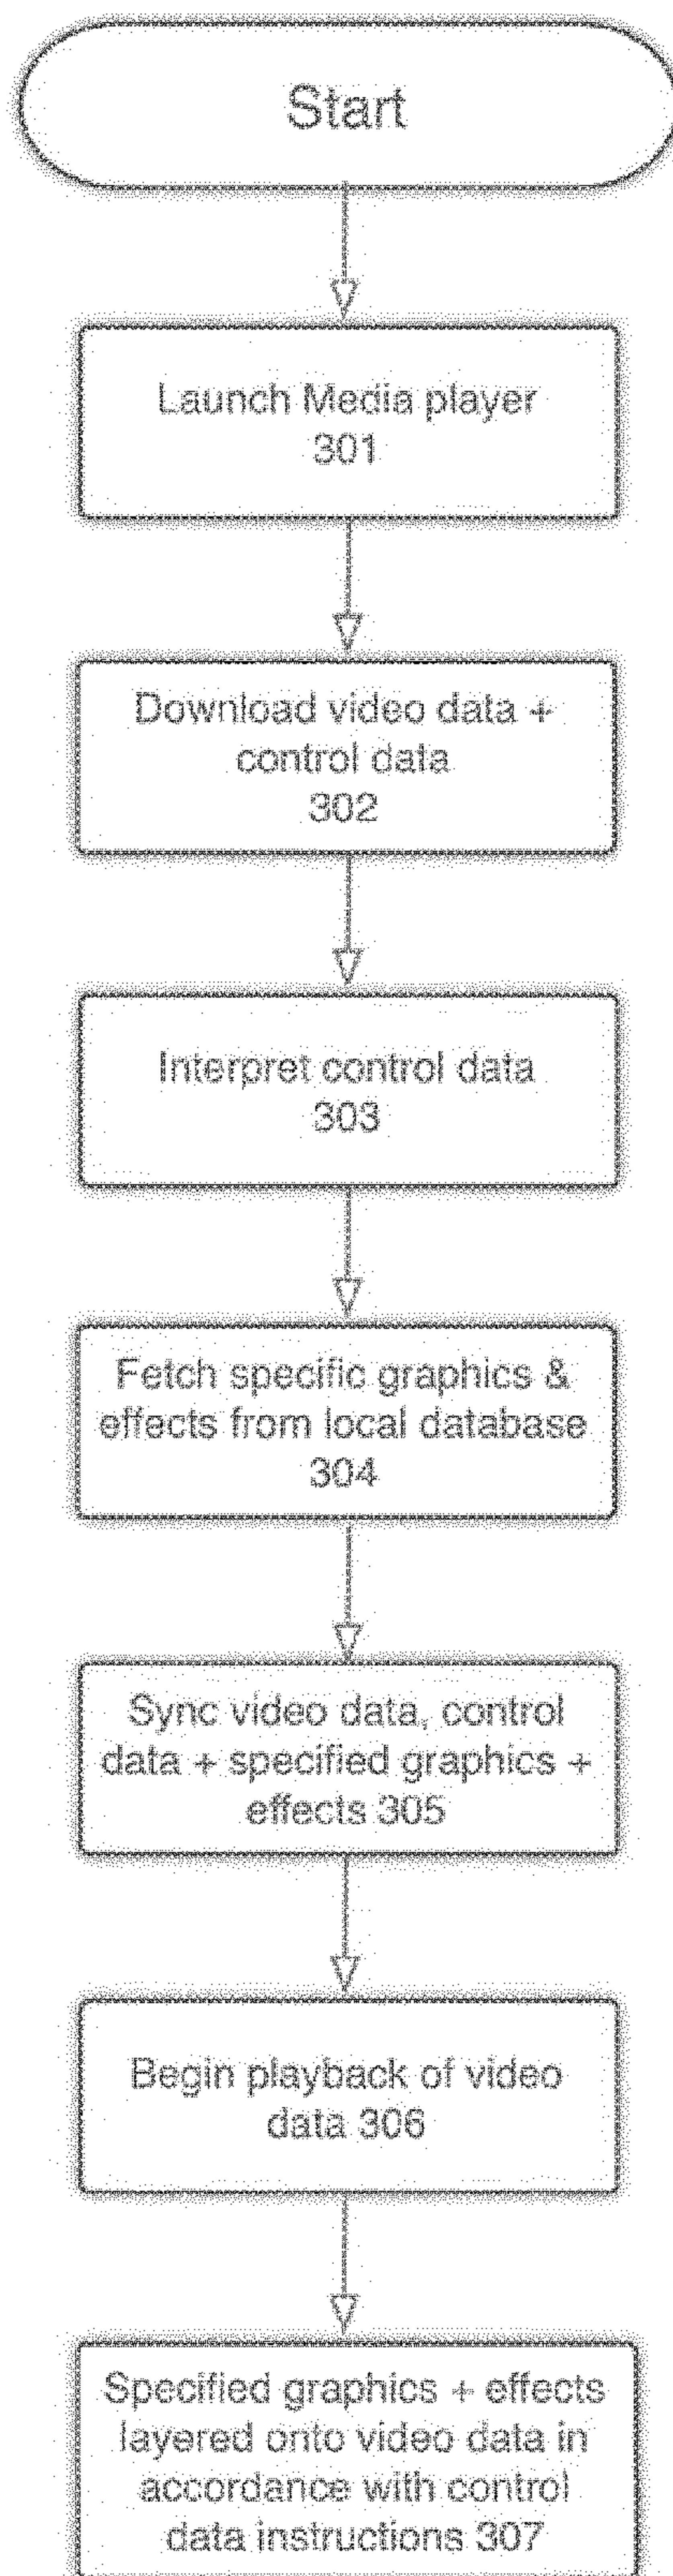 Start
Launch Media player
301
Download video data +
control data
302
Interpret control data
303
Fetch specific graphics &
effects from local database
304
Sync video data, control
data + specified graphics +
effects 305
Begin playback of video
data 306
Specified graphics + effects
layered onto video data in
accordance with control
data instructions 307